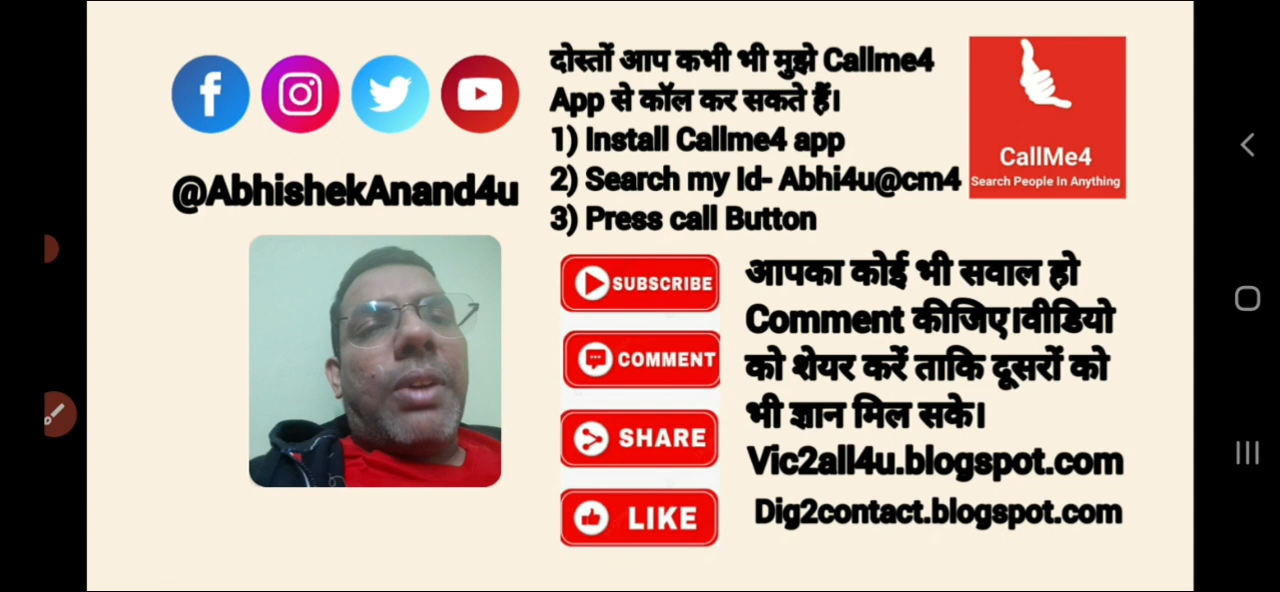 @AbhishekAnand4u
दोस्तों आप कभी भी मुझे Callme4
App से कॉल कर सकते हैं।
1) Install Callme4 app
2) Search my Id- Abhi4u@cm4
3) Press call Button
CallMe4
Search People In Anything
SUBSCRIBE
COMMENT
SHARE
LIKE
आपका कोई भी सवाल हो
Comment कीजिए।वीडियो
को शेयर करें ताकि दूसरों को
भी ज्ञान मिल सके।
Vic2all4u.blogspot.com
Dig2contact.blogspot.com